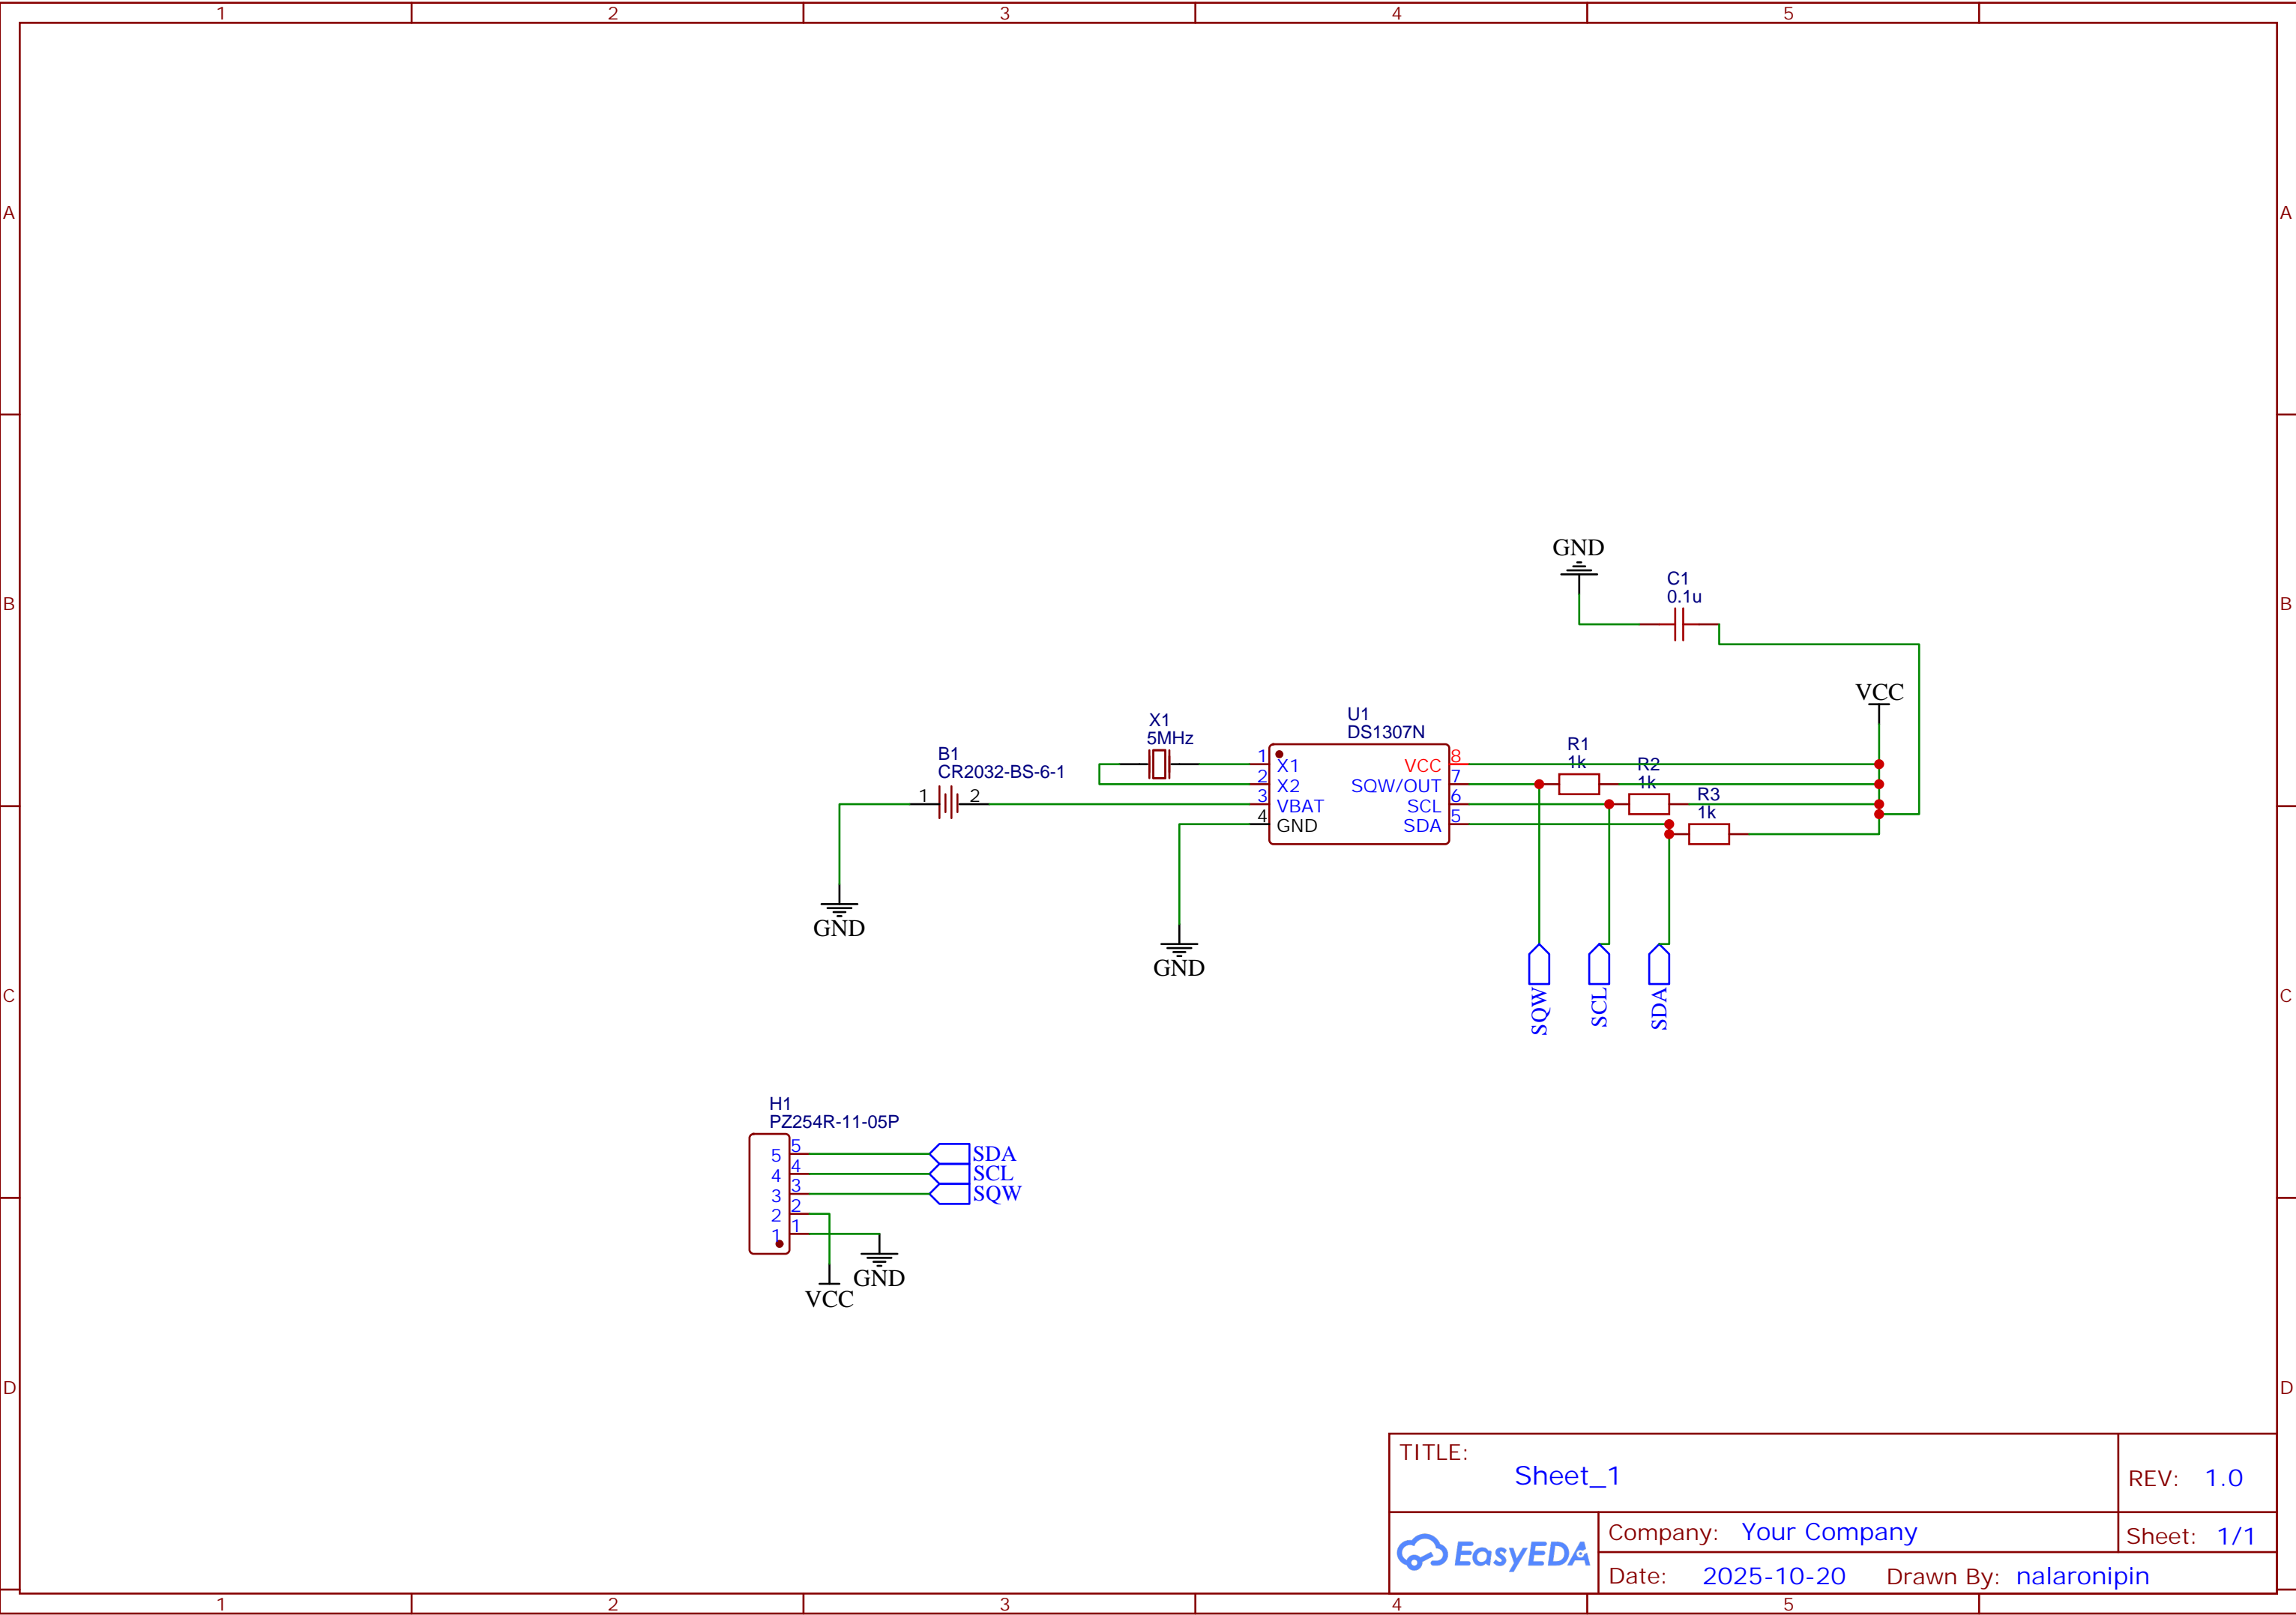 1 2 3 4 5
A A
GND
C1
0.1u
B B
VCC
U1
DS1307N
X1
5MHz
R1
1k
R2
1k
R3
1k
B1
CR2032-BS-6-1
1 2
1 X1 VCC 8
2 X2 SQW/OUT 7
3 VBAT SCL 6
4 GND SDA 5
GND
GND
C C
SQW SCL SDA
H1
PZ254R-11-05P
5 5 SDA
4 4 SCL
3 3 SQW
2 2
1 1
GND
VCC
D D
TITLE:
Sheet_1
REV: 1.0
EasyEDA
Company: Your Company
Sheet: 1/1
Date: 2025-10-20 Drawn By: nalaronipin
1 2 3 4 5